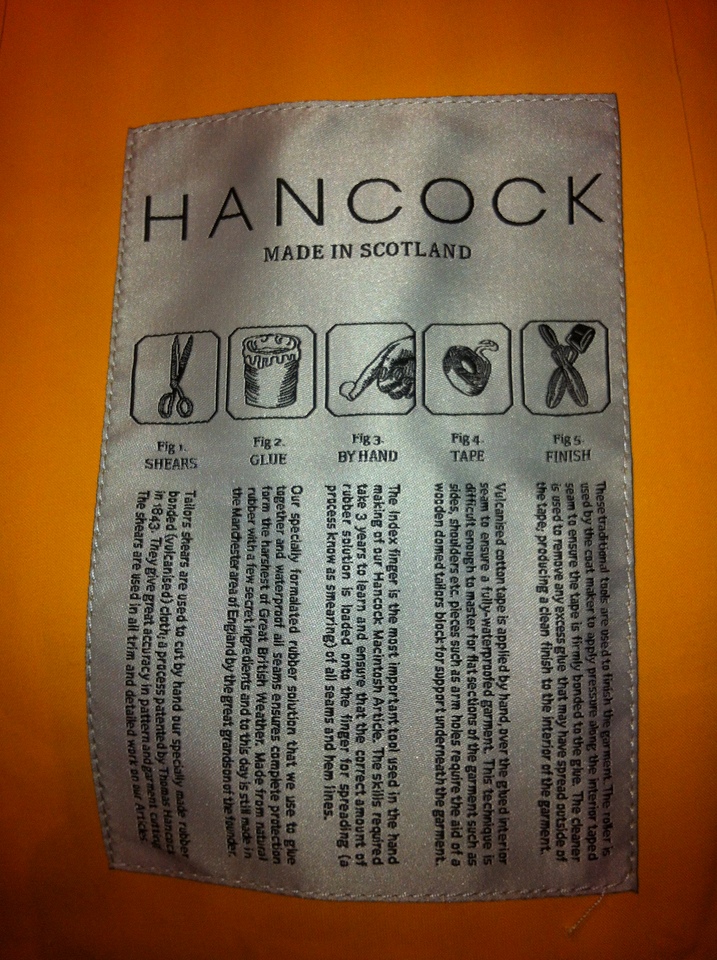 HANCOCK
MADE IN SCOTLAND
Fig 1.
SHEARS
Fig 2.
GLUE
Fig 3.
BY HAND
Fig 4.
TAPE
Fig 5.
FINISH
Tailors shears are used to cut by hand our specially made rubber
bonded (vulcanised) cloth; a process patented by Thomas Hancock
in 1843. They give great accuracy in pattern and garment cutting.
The shears are used in all trim and detailed work on our Articles.
Our specially formalated rubber solution that we use to glue
together and waterproof all seams ensures complete protection
form the harshest of Great British Weather. Made from natural
rubber with a few secret ingredients and to this day is still made in
the Manchester area of England by the great grandson of the founder.
The index finger is the most important tool used in the hand
making of our Hancock Macintosh Article. The skills required
take 3 years to learn and ensure that the correct amount of
rubber solution is loaded onto the finger for spreading (a
process know as smearing) of all seams and hem lines.
Vulcanised cotton tape is applied by hand, over the glued interior
seam to ensure a fully-waterproofed garment. This technique is
difficult enough to master for flat sections of the garment such as
sides, shoulders etc. pieces such as arm holes require the aid of a
wooden domed tailors block for support underneath the garment.
These traditional tools are used to finish the garment. The roller is
used by the coat maker to apply pressure along the interior taped
seam to ensure the tape is firmly bonded to the glue. The cleaner
is used to remove any excess glue that may have spread outside of
the tape; producing a clean finish to the interior of the garment.